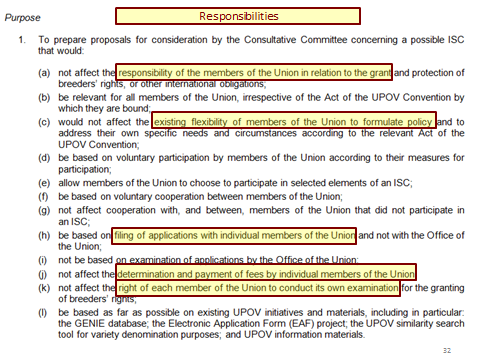 Responsibilities
Purpose
1. To prepare proposals for consideration by the Consultative Committee concerning a possible ISC
that would:
(a) not affect the responsibility of the members of the Union in relation to the grant and protection of
breeders' rights, or other international obligations;
(b) be relevant for all members of the Union, irrespective of the Act of the UPOV Convention by
which they are bound;
(c) would not affect the existing flexibility of members of the Union to formulate policy and to
address their own specific needs and circumstances according to the relevant Act of the
UPOV Convention;
(d) be based on voluntary participation by members of the Union according to their measures for
participation;
(e) allow members of the Union to choose to participate in selected elements of an ISC;
(f) be based on voluntary cooperation between members of the Union;
(g) not affect cooperation with, and between, members of the Union that did not participate in
an ISC;
(h) be based on filing of applications with individual members of the Union and not with the Office of
the Union;
(i) not be based on examination of applications by the Office of the Union;
(j) not affect the determination and payment of fees by individual members of the Union
(k) not affect the right of each member of the Union to conduct its own examination for the granting
of breeders' rights;
(l) be based as far as possible on existing UPOV initiatives and materials, including in particular:
the GENIE database; the Electronic Application Form (EAF) project; the UPOV similarity search
tool for variety denomination purposes; and UPOV information materials.
32